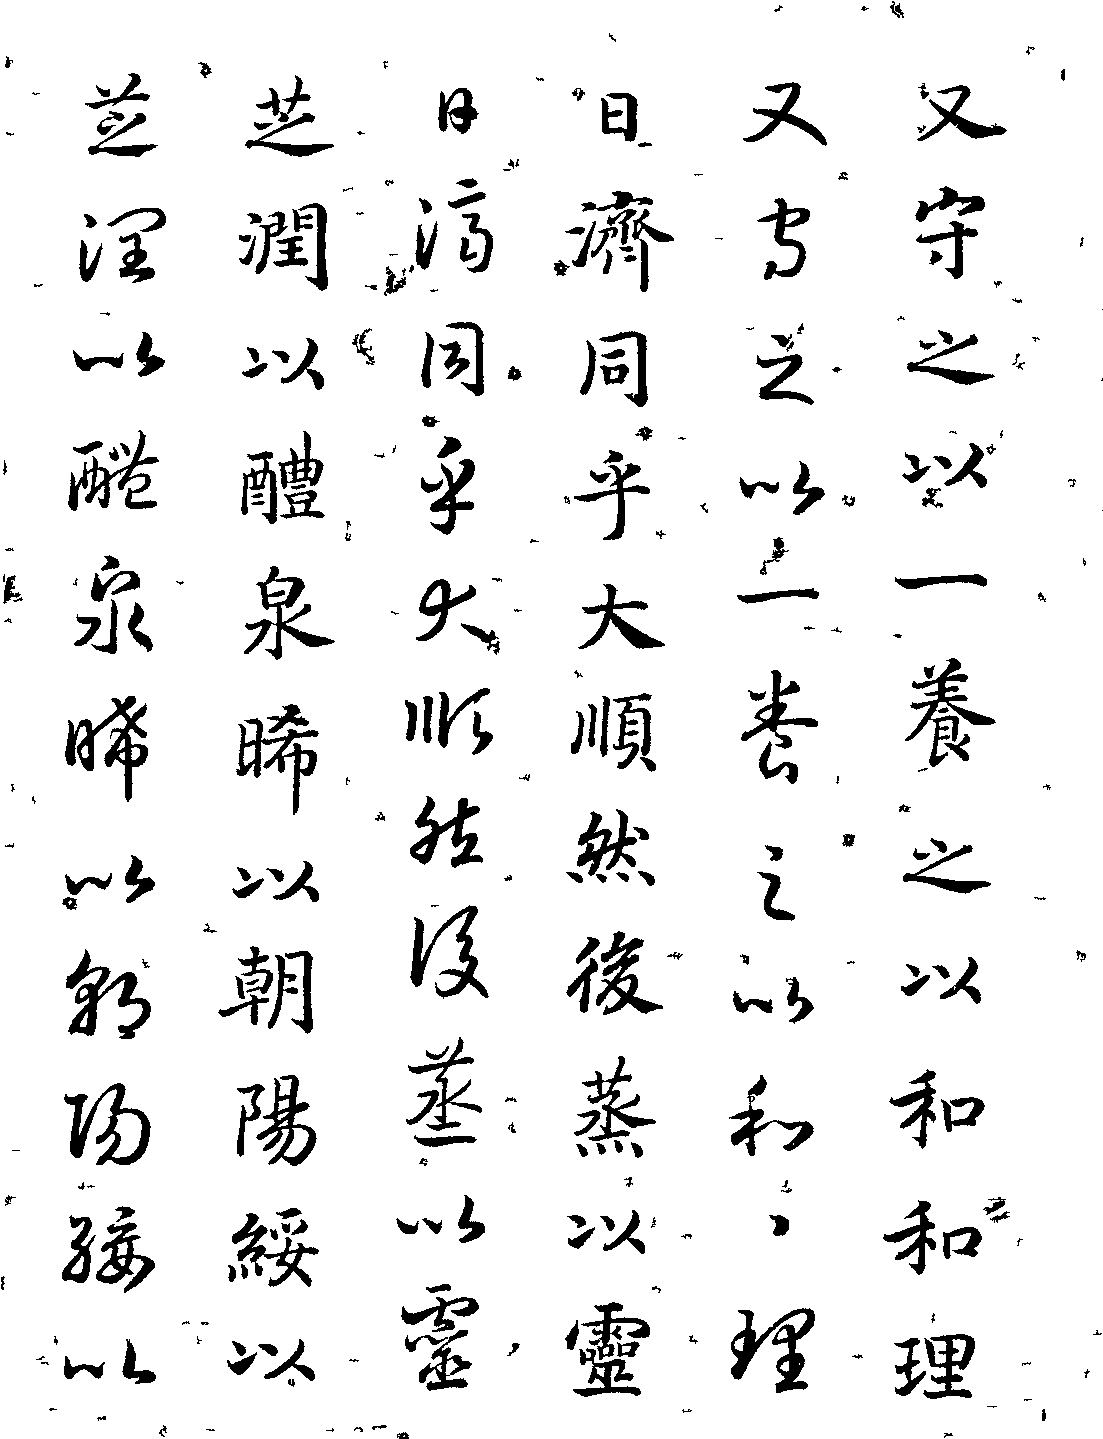 又守之以一養之以和和理
又守之以一養之以和〻理
日濟同乎大順然後蒸以靈
日濟同乎大順然後蒸以靈
芝潤以醴泉晞以朝陽綏以
芝潤以醴泉晞以朝陽綏以